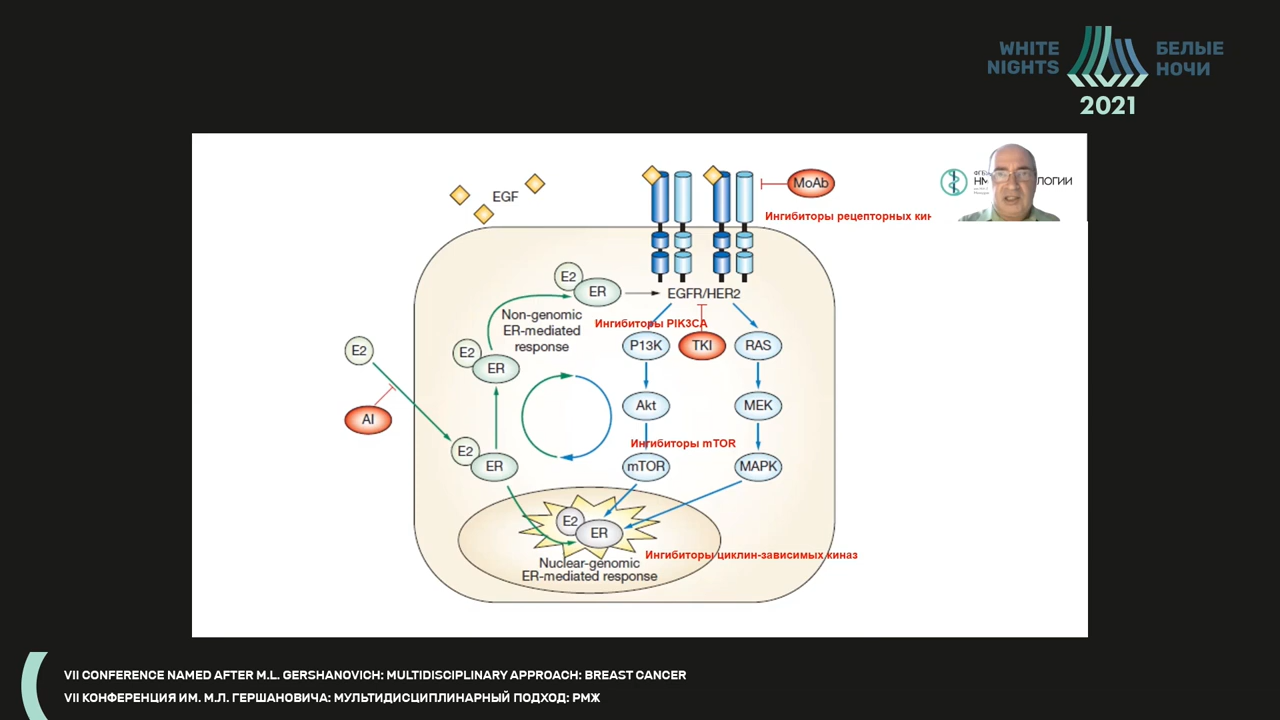 WHITE
NIGHTS
БЕЛЫЕ
НОЧИ
2021
EGF
MoAb
Ингибиторы рецепторных кин
НМ
ОЛОГИИ
E2
ER
EGFR/HER2
Non-genomic
ER-mediated
response
Ингибиторы PIK3CA
P13K
TKI
RAS
E2
E2
ER
AI
Akt
MEK
Ингибиторы mTOR
E2
ER
mTOR
MAPK
E2
ER
Ингибиторы циклин-зависимых киназ
Nuclear-genomic
ER-mediated response
VII CONFERENCE NAMED AFTER M.L. GERSHANOVICH: MULTIDISCIPLINARY APPROACH: BREAST CANCER
VII КОНФЕРЕНЦИЯ ИМ. М.Л. ГЕРШАНОВИЧА: МУЛЬТИДИСЦИПЛИНАРНЫЙ ПОДХОД: РМЖ